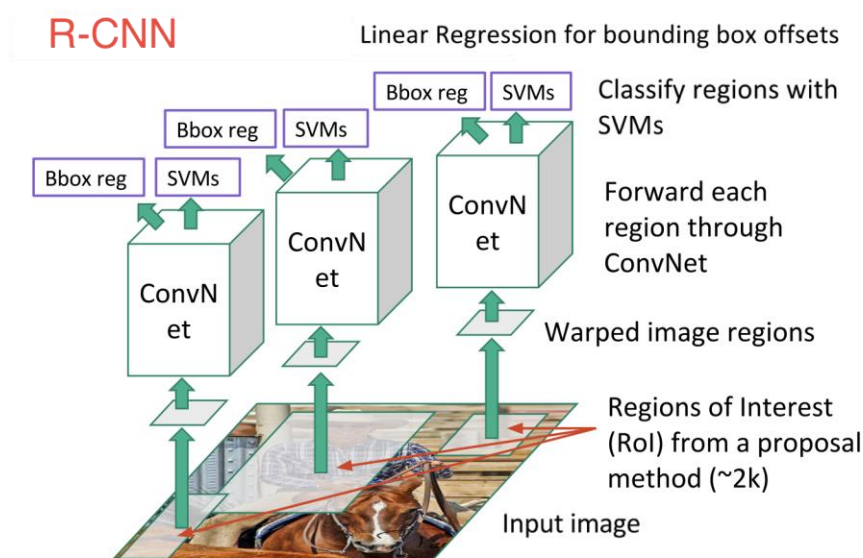 R-CNN
Linear Regression for bounding box offsets
Bbox reg
SVMs
Classify regions with
SVMs
Bbox reg
SVMs
Bbox reg
SVMs
ConvN
et
Forward each
region through
ConvNet
ConvN
et
ConvN
et
Warped image regions
Regions of Interest
(RoI) from a proposal
method (~2k)
Input image